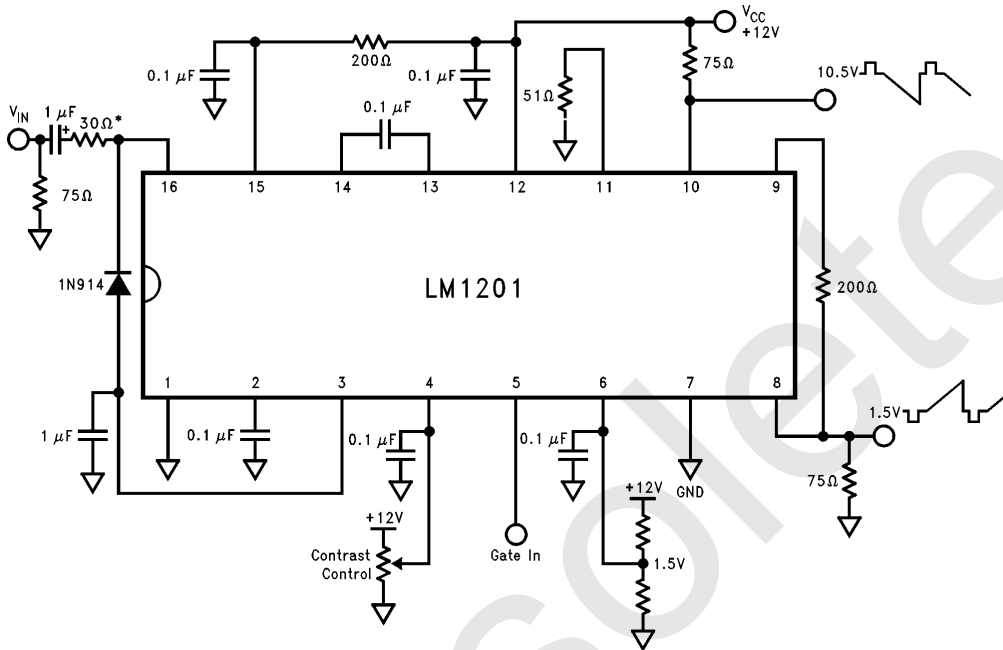 VCC
+12V
0.1 μF
200Ω
0.1 μF
75Ω
51Ω
10.5V
VIN
1 μF
+
30Ω*
0.1 μF
75Ω
16 15 14 13 12 11 10 9
1N914
LM1201
200Ω
1 2 3 4 5 6 7 8
1.5V
1 μF
0.1 μF
0.1 μF
0.1 μF
75Ω
+12V
GND
+12V
Contrast
Control
Gate In
1.5V
solete